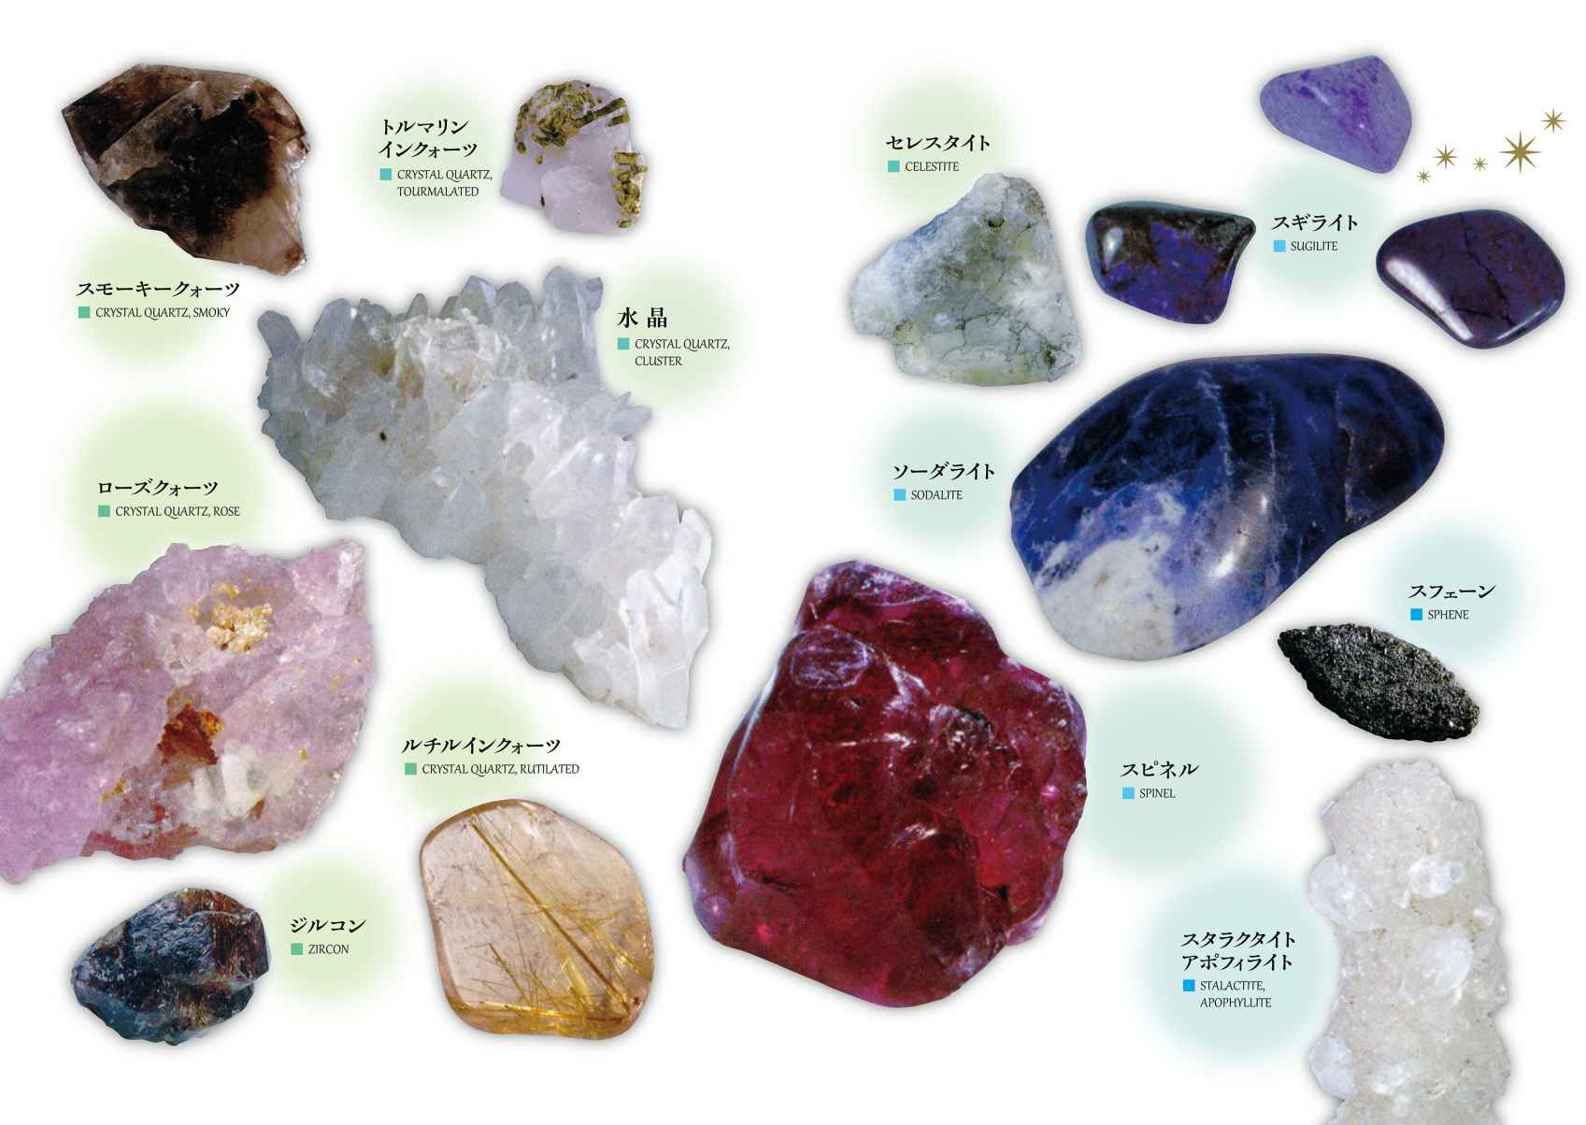 トルマリン
インクォーツ
CRYSTAL QUARTZ,
TOURMALATED
スモーキークォーツ
CRYSTAL QUARTZ, SMOKY
水晶
CRYSTAL QUARTZ,
CLUSTER
ローズクォーツ
CRYSTAL QUARTZ, ROSE
ルチルインクォーツ
CRYSTAL QUARTZ, RUTILATED
ジルコン
ZIRCON
セレスタイト
CELESTITE
スギライト
SUGILITE
ソーダライト
SODALITE
スフェーン
SPHENE
スピネル
SPINEL
スタラクタイト
アポフィライト
STALACTITE,
APOPHYLLITE